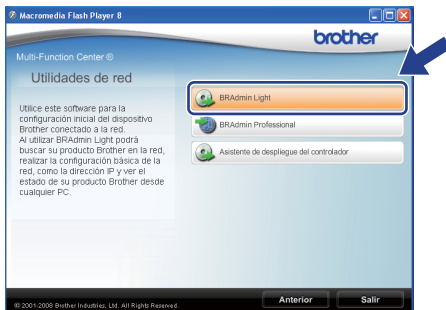 Macromedia Flash Player 8
brother
Multi-Function Center ®
Utilidades de red
Utilice este software para la
configuración inicial del dispositivo
Brother conectado a la red.
Al utilizar BRAdmin Light podrá
buscar su producto Brother en la red,
realizar la configuración básica de la
red, como la dirección IP y ver el
estado de su producto Brother desde
cualquier PC.
BRAdmin Light
BRAdmin Professional
Asistente de despliegue del controlador
© 2001-2008 Brother Industries, Ltd. All Rights Reserved.
Anterior
Salir